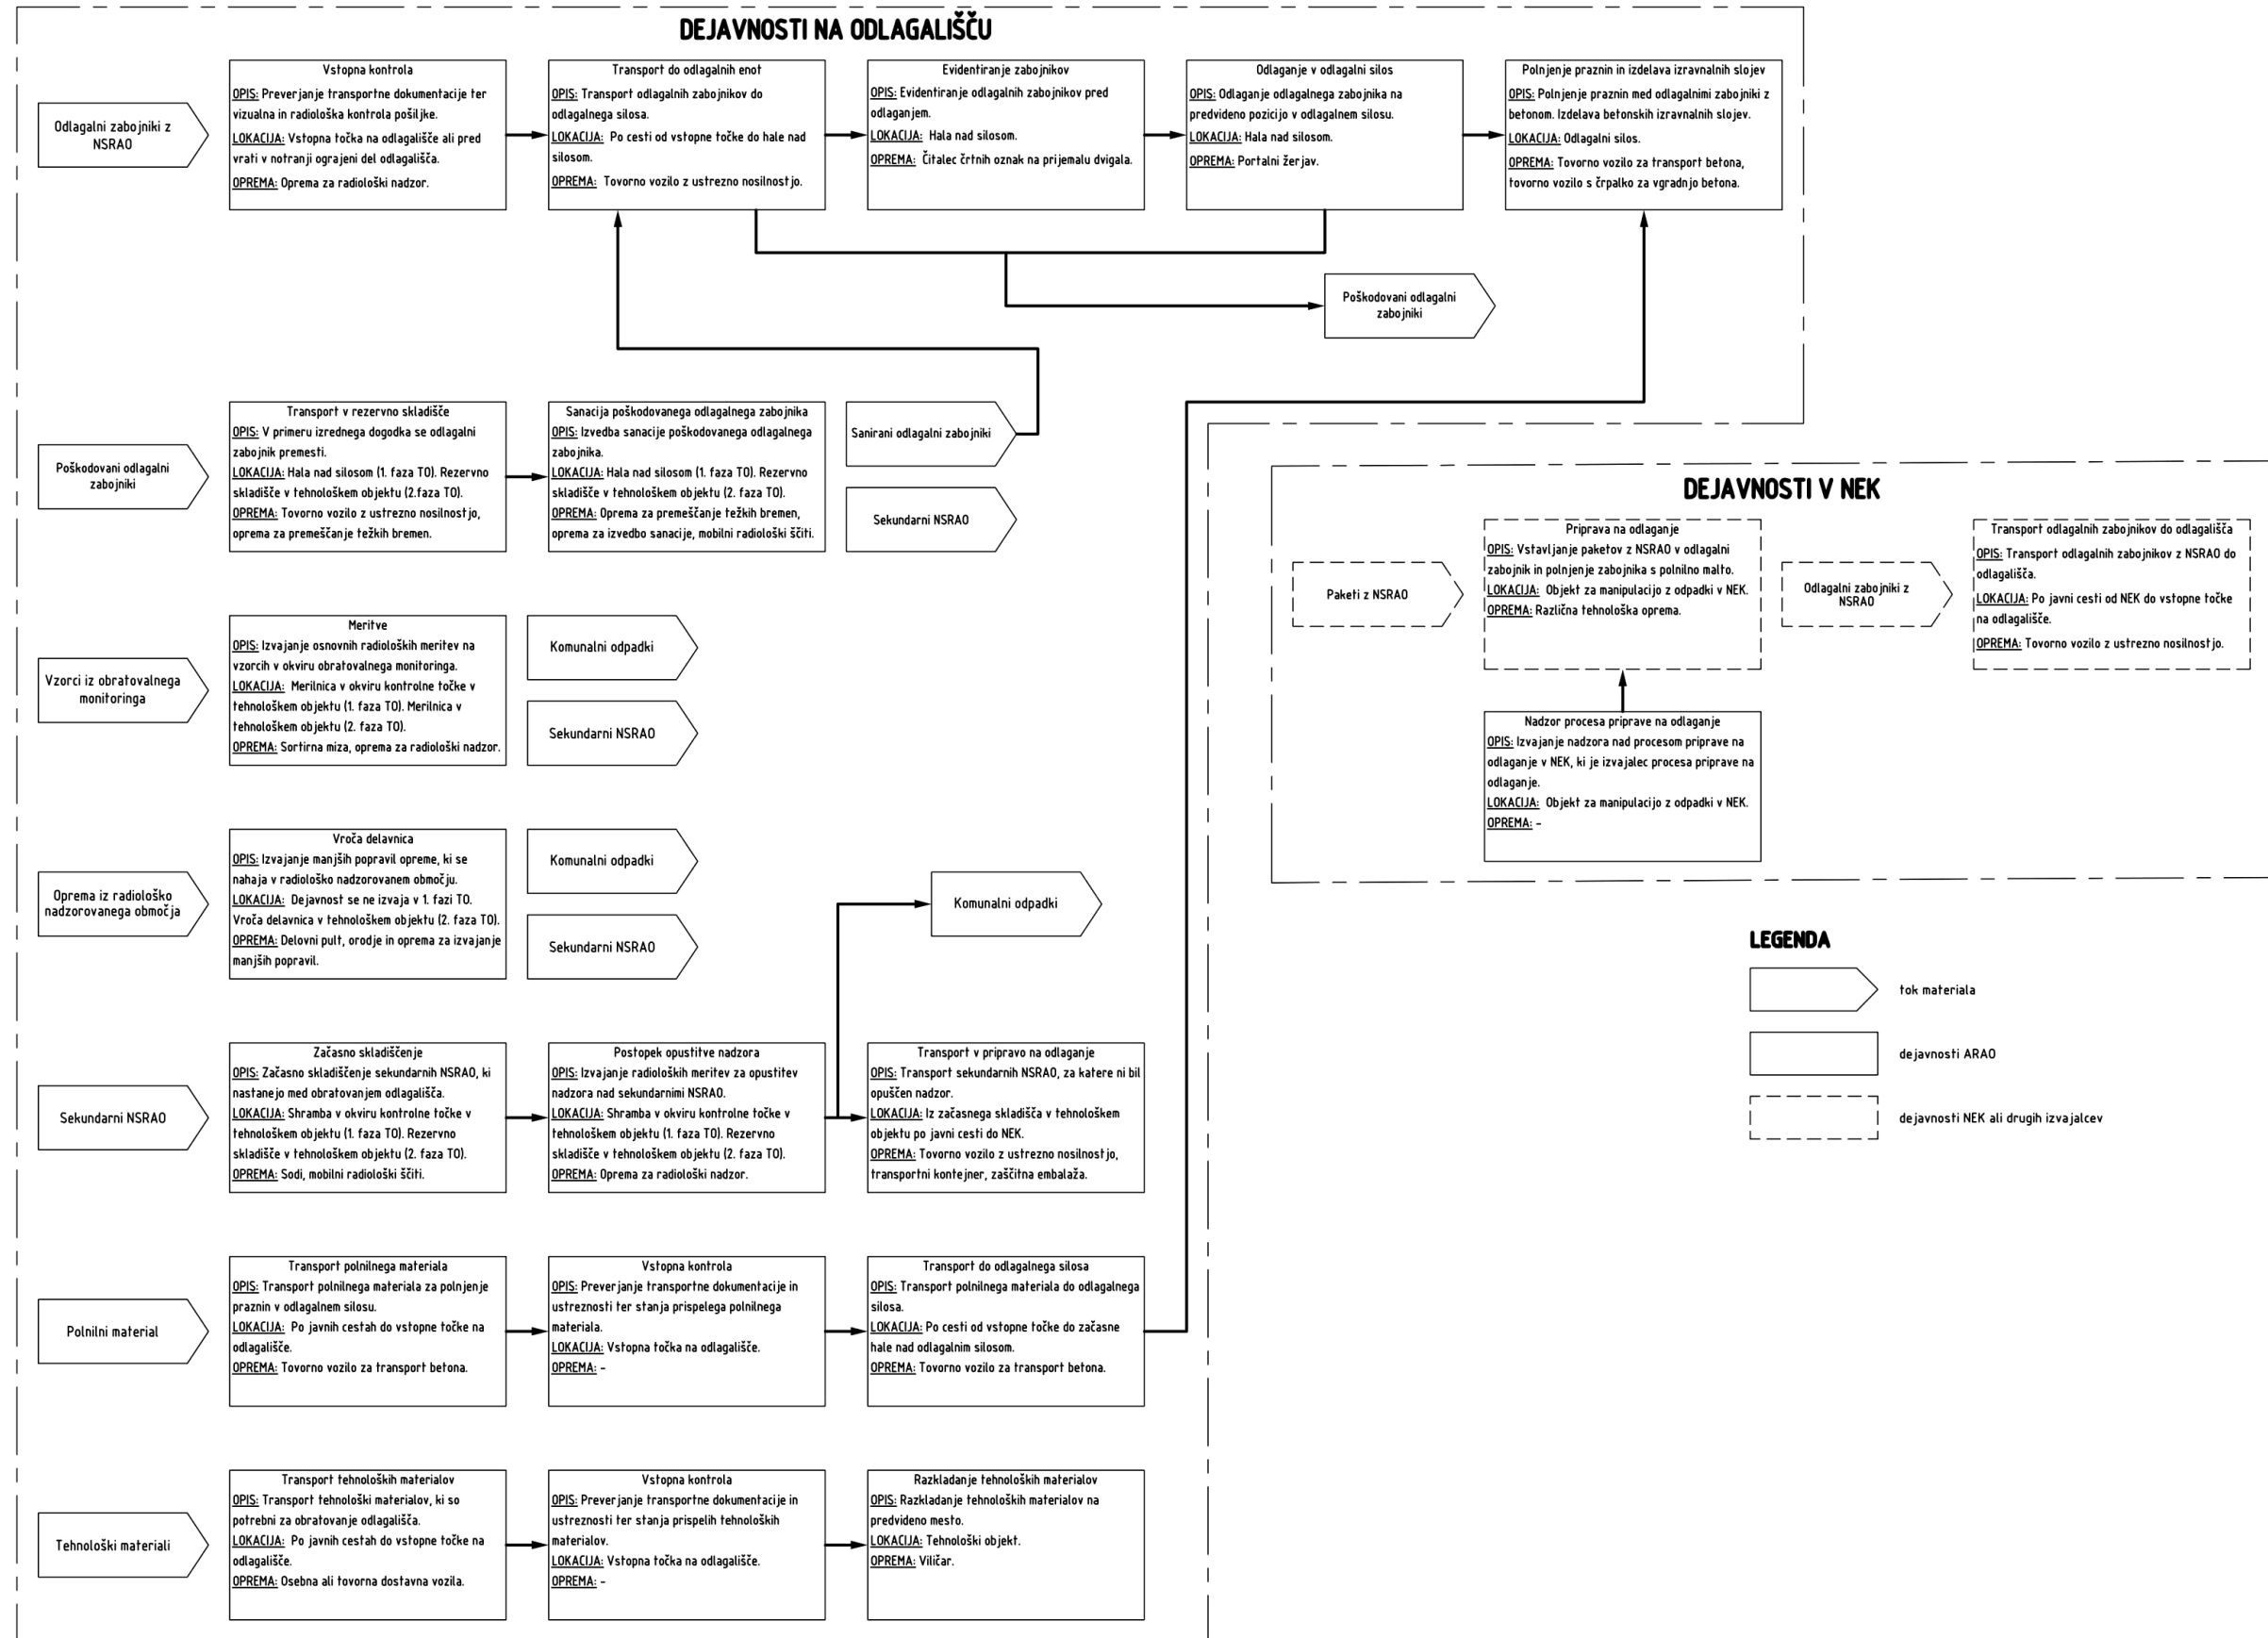 DEJAVNOSTI NA ODLAGALIŠČU
Odlagalni zabojniki z
NSRAO
Vstopna kontrola
OPIS: Preverjanje transportne dokumentacije ter
vizualna in radiološka kontrola pošiljke.
LOKACIJA: Vstopna točka na odlagališče ali pred
vrati v notranji ograjeni del odlagališča.
OPREMA: Oprema za radiološki nadzor.
Transport do odlagalnih enot
OPIS: Transport odlagalnih zabojnikov do
odlagalnega silosa.
LOKACIJA: Po cesti od vstopne točke do hale nad
silosom.
OPREMA: Tovorno vozilo z ustrezno nosilnostjo.
Evidentiranje zabojnikov
OPIS: Evidentiranje odlagalnih zabojnikov pred
odlaganjem.
LOKACIJA: Hala nad silosom.
OPREMA: Čitalec črtnih oznak na prijemalu dvigala.
Odlaganje v odlagalni silos
OPIS: Odlaganje odlagalnega zabojnika na
predvideno pozicijo v odlagalnem silosu.
LOKACIJA: Hala nad silosom.
OPREMA: Portalni žerjav.
Polnjenje praznin in izdelava izravnalnih slojev
OPIS: Polnjenje praznin med odlagalnimi zabojniki z
betonom. Izdelava betonskih izravnalnih slojev.
LOKACIJA: Odlagalni silos.
OPREMA: Tovorno vozilo za transport betona,
tovorno vozilo s črpalko za vgradnjo betona.
Poškodovani odlagalni
zabojniki
Poškodovani odlagalni
zabojniki
Transport v rezervno skladišče
OPIS: V primeru izrednega dogodka se odlagalni
zabojnik premesti.
LOKACIJA: Hala nad silosom (1. faza TO). Rezervno
skladišče v tehnološkem objektu (2.faza TO).
OPREMA: Tovorno vozilo z ustrezno nosilnostjo,
oprema za premeščanje težkih bremen.
Sanacija poškodovanega odlagalnega zabojnika
OPIS: Izvedba sanacije poškodovanega odlagalnega
zabojnika.
LOKACIJA: Hala nad silosom (1. faza TO). Rezervno
skladišče v tehnološkem objektu (2. faza TO).
OPREMA: Oprema za premeščanje težkih bremen,
oprema za izvedbo sanacije, mobilni radiološki ščiti.
Sanirani odlagalni zabojniki
Sekundarni NSRAO
Vzorci iz obratovalnega
monitoringa
Meritve
OPIS: Izvajanje osnovnih radioloških meritev na
vzorcih v okviru obratovalnega monitoringa.
LOKACIJA: Merilnica v okviru kontrolne točke v
tehnološkem objektu (1. faza TO). Merilnica v
tehnološkem objektu (2. faza TO).
OPREMA: Sortirna miza, oprema za radiološki nadzor.
Komunalni odpadki
Sekundarni NSRAO
Oprema iz radiološko
nadzorovanega območja
Vroča delavnica
OPIS: Izvajanje manjših popravil opreme, ki se
nahaja v radiološko nadzorovanem območju.
LOKACIJA: Dejavnost se ne izvaja v 1. fazi TO.
Vroča delavnica v tehnološkem objektu (2. faza TO).
OPREMA: Delovni pult, orodje in oprema za izvajanje
manjših popravil.
Komunalni odpadki
Sekundarni NSRAO
Komunalni odpadki
Sekundarni NSRAO
Začasno skladiščenje
OPIS: Začasno skladiščenje sekundarnih NSRAO, ki
nastanejo med obratovanjem odlagališča.
LOKACIJA: Shramba v okviru kontrolne točke v
tehnološkem objektu (1. faza TO). Rezervno
skladišče v tehnološkem objektu (2. faza TO).
OPREMA: Sodi, mobilni radiološki ščiti.
Postopek opustitve nadzora
OPIS: Izvajanje radioloških meritev za opustitev
nadzora nad sekundarnimi NSRAO.
LOKACIJA: Shramba v okviru kontrolne točke v
tehnološkem objektu (1. faza TO). Rezervno
skladišče v tehnološkem objektu (2. faza TO).
OPREMA: Oprema za radiološki nadzor.
Transport v pripravo na odlaganje
OPIS: Transport sekundarnih NSRAO, za katere ni bil
opuščen nadzor.
LOKACIJA: Iz začasnega skladišča v tehnološkem
objektu po javni cesti do NEK.
OPREMA: Tovorno vozilo z ustrezno nosilnostjo,
transportni kontejner, zaščitna embalaža.
Polnilni material
Transport polnilnega materiala
OPIS: Transport polnilnega materiala za polnjenje
praznin v odlagalnem silosu.
LOKACIJA: Po javnih cestah do vstopne točke na
odlagališče.
OPREMA: Tovorno vozilo za transport betona.
Vstopna kontrola
OPIS: Preverjanje transportne dokumentacije in
ustreznosti ter stanja prispelega polnilnega
materiala.
LOKACIJA: Vstopna točka na odlagališče.
OPREMA: -
Transport do odlagalnega silosa
OPIS: Transport polnilnega materiala do odlagalnega
silosa.
LOKACIJA: Po cesti od vstopne točke do začasne
hale nad odlagalnim silosom.
OPREMA: Tovorno vozilo za transport betona.
Tehnološki materiali
Transport tehnoloških materialov
OPIS: Transport tehnološki materialov, ki so
potrebni za obratovanje odlagališča.
LOKACIJA: Po javnih cestah do vstopne točke na
odlagališče.
OPREMA: Osebna ali tovorna dostavna vozila.
Vstopna kontrola
OPIS: Preverjanje transportne dokumentacije in
ustreznosti ter stanja prispelih tehnoloških
materialov.
LOKACIJA: Vstopna točka na odlagališče.
OPREMA: -
Razkladanje tehnoloških materialov
OPIS: Razkladanje tehnoloških materialov na
predvideno mesto.
LOKACIJA: Tehnološki objekt.
OPREMA: Viličar.
DEJAVNOSTI V NEK
Paketi z NSRAO
Priprava na odlaganje
OPIS: Vstavljanje paketov z NSRAO v odlagalni
zabojnik in polnjenje zabojnika s polnilno malto.
LOKACIJA: Objekt za manipulacijo z odpadki v NEK.
OPREMA: Različna tehnološka oprema.
Odlagalni zabojniki z
NSRAO
Transport odlagalnih zabojnikov do odlagališča
OPIS: Transport odlagalnih zabojnikov z NSRAO do
odlagališča.
LOKACIJA: Po javni cesti od NEK do vstopne točke
na odlagališče.
OPREMA: Tovorno vozilo z ustrezno nosilnostjo.
Nadzor procesa priprave na odlaganje
OPIS: Izvajanje nadzora nad procesom priprave na
odlaganje v NEK, ki je izvajalec procesa priprave na
odlaganje.
LOKACIJA: Objekt za manipulacijo z odpadki v NEK.
OPREMA: -
LEGENDA
tok materiala
dejavnosti ARAO
dejavnosti NEK ali drugih izvajalcev